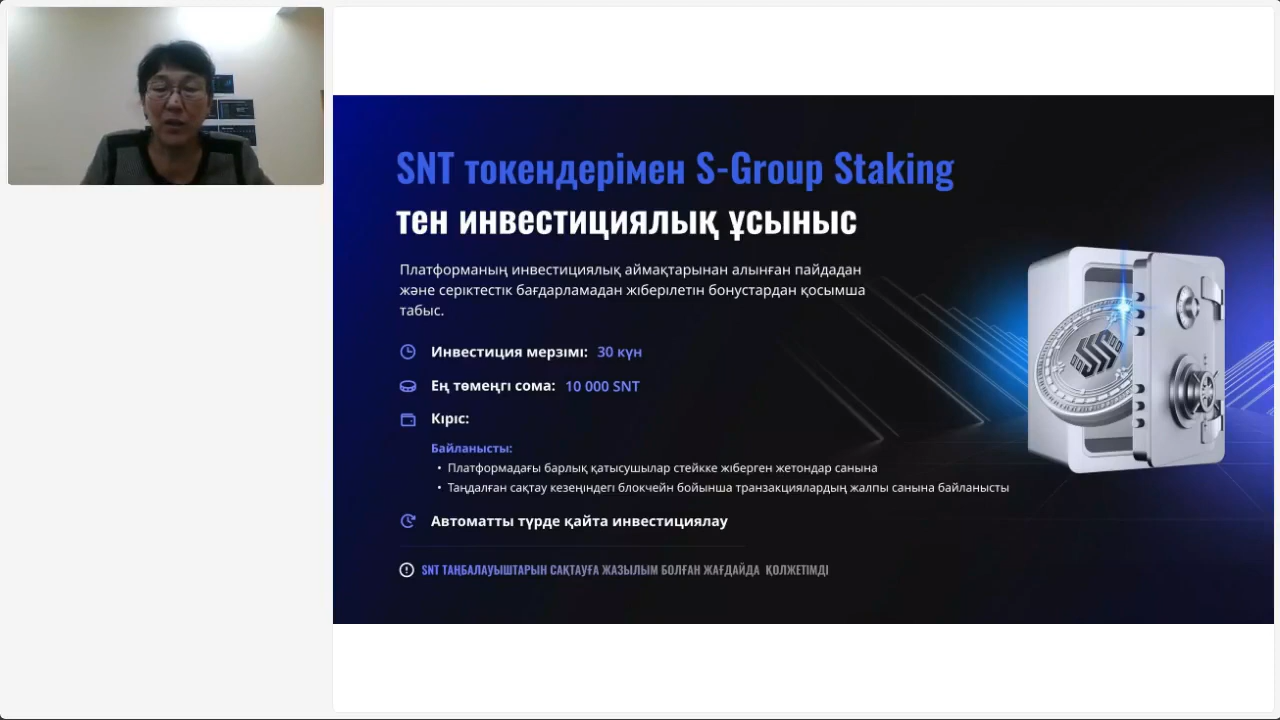 SNT токендерімен S-Group Staking
тен инвестициялық ұсыныс
Платформаның инвестициялық аймақтарынан алынған пайдадан
және серіктестік бағдарламадан жіберілетін бонустардан қосымша
табыс.
Инвестиция мерзімі: 30 күн
Ең төмеңгі сома: 10 000 SNT
Кіріс:
Байланысты:
• Платформадағы барлық қатысушылар стейкке жіберген жетондар санына
• Таңдалған сақтау кезеңіндегі блокчейн бойынша транзакциялардың жалпы санына байланысты
Автоматты түрде қайта инвестициялау
SNT ТАҢБАЛАУЫШТАРЫН САҚТАУҒА ЖАЗЫЛЫМ БОЛҒАН ЖАҒДАЙДА ҚОЛЖЕТІМДІ